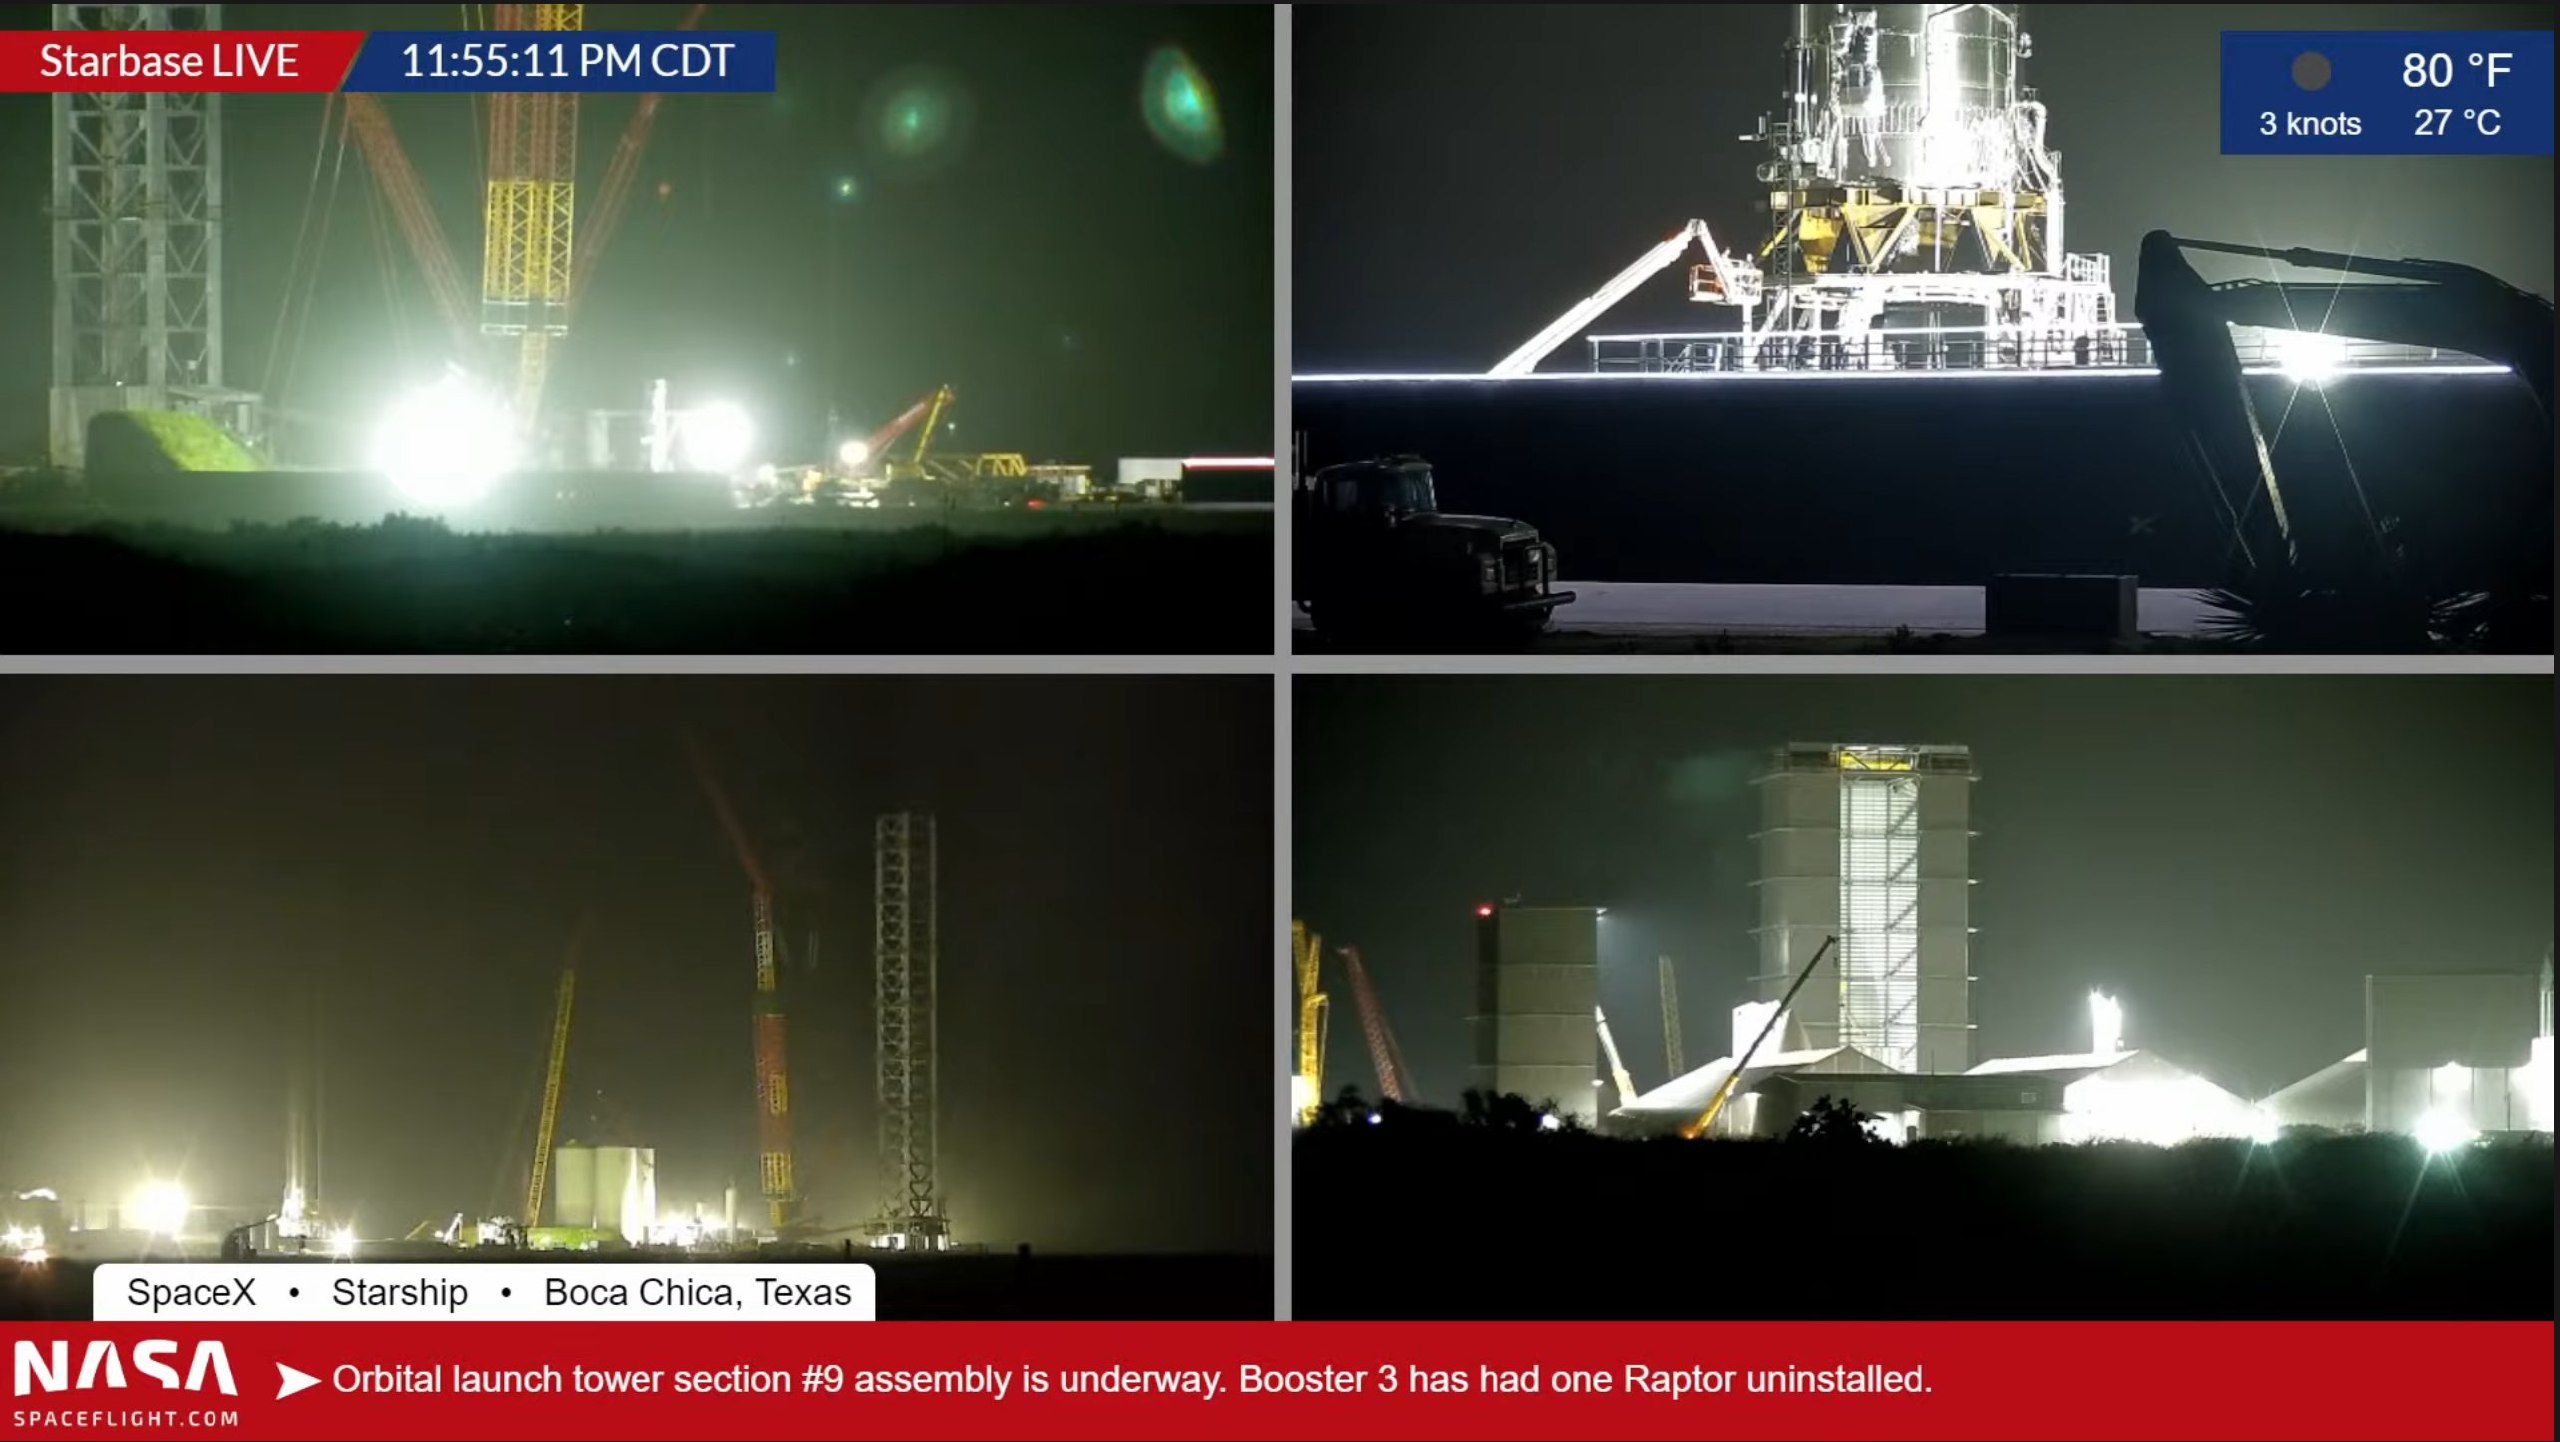 Starbase LIVE 11:55:11 PM CDT
80 °F
3 knots 27 °C
SpaceX • Starship • Boca Chica, Texas
NASA
SPACEFLIGHT.COM
➤ Orbital launch tower section #9 assembly is underway. Booster 3 has had one Raptor uninstalled.